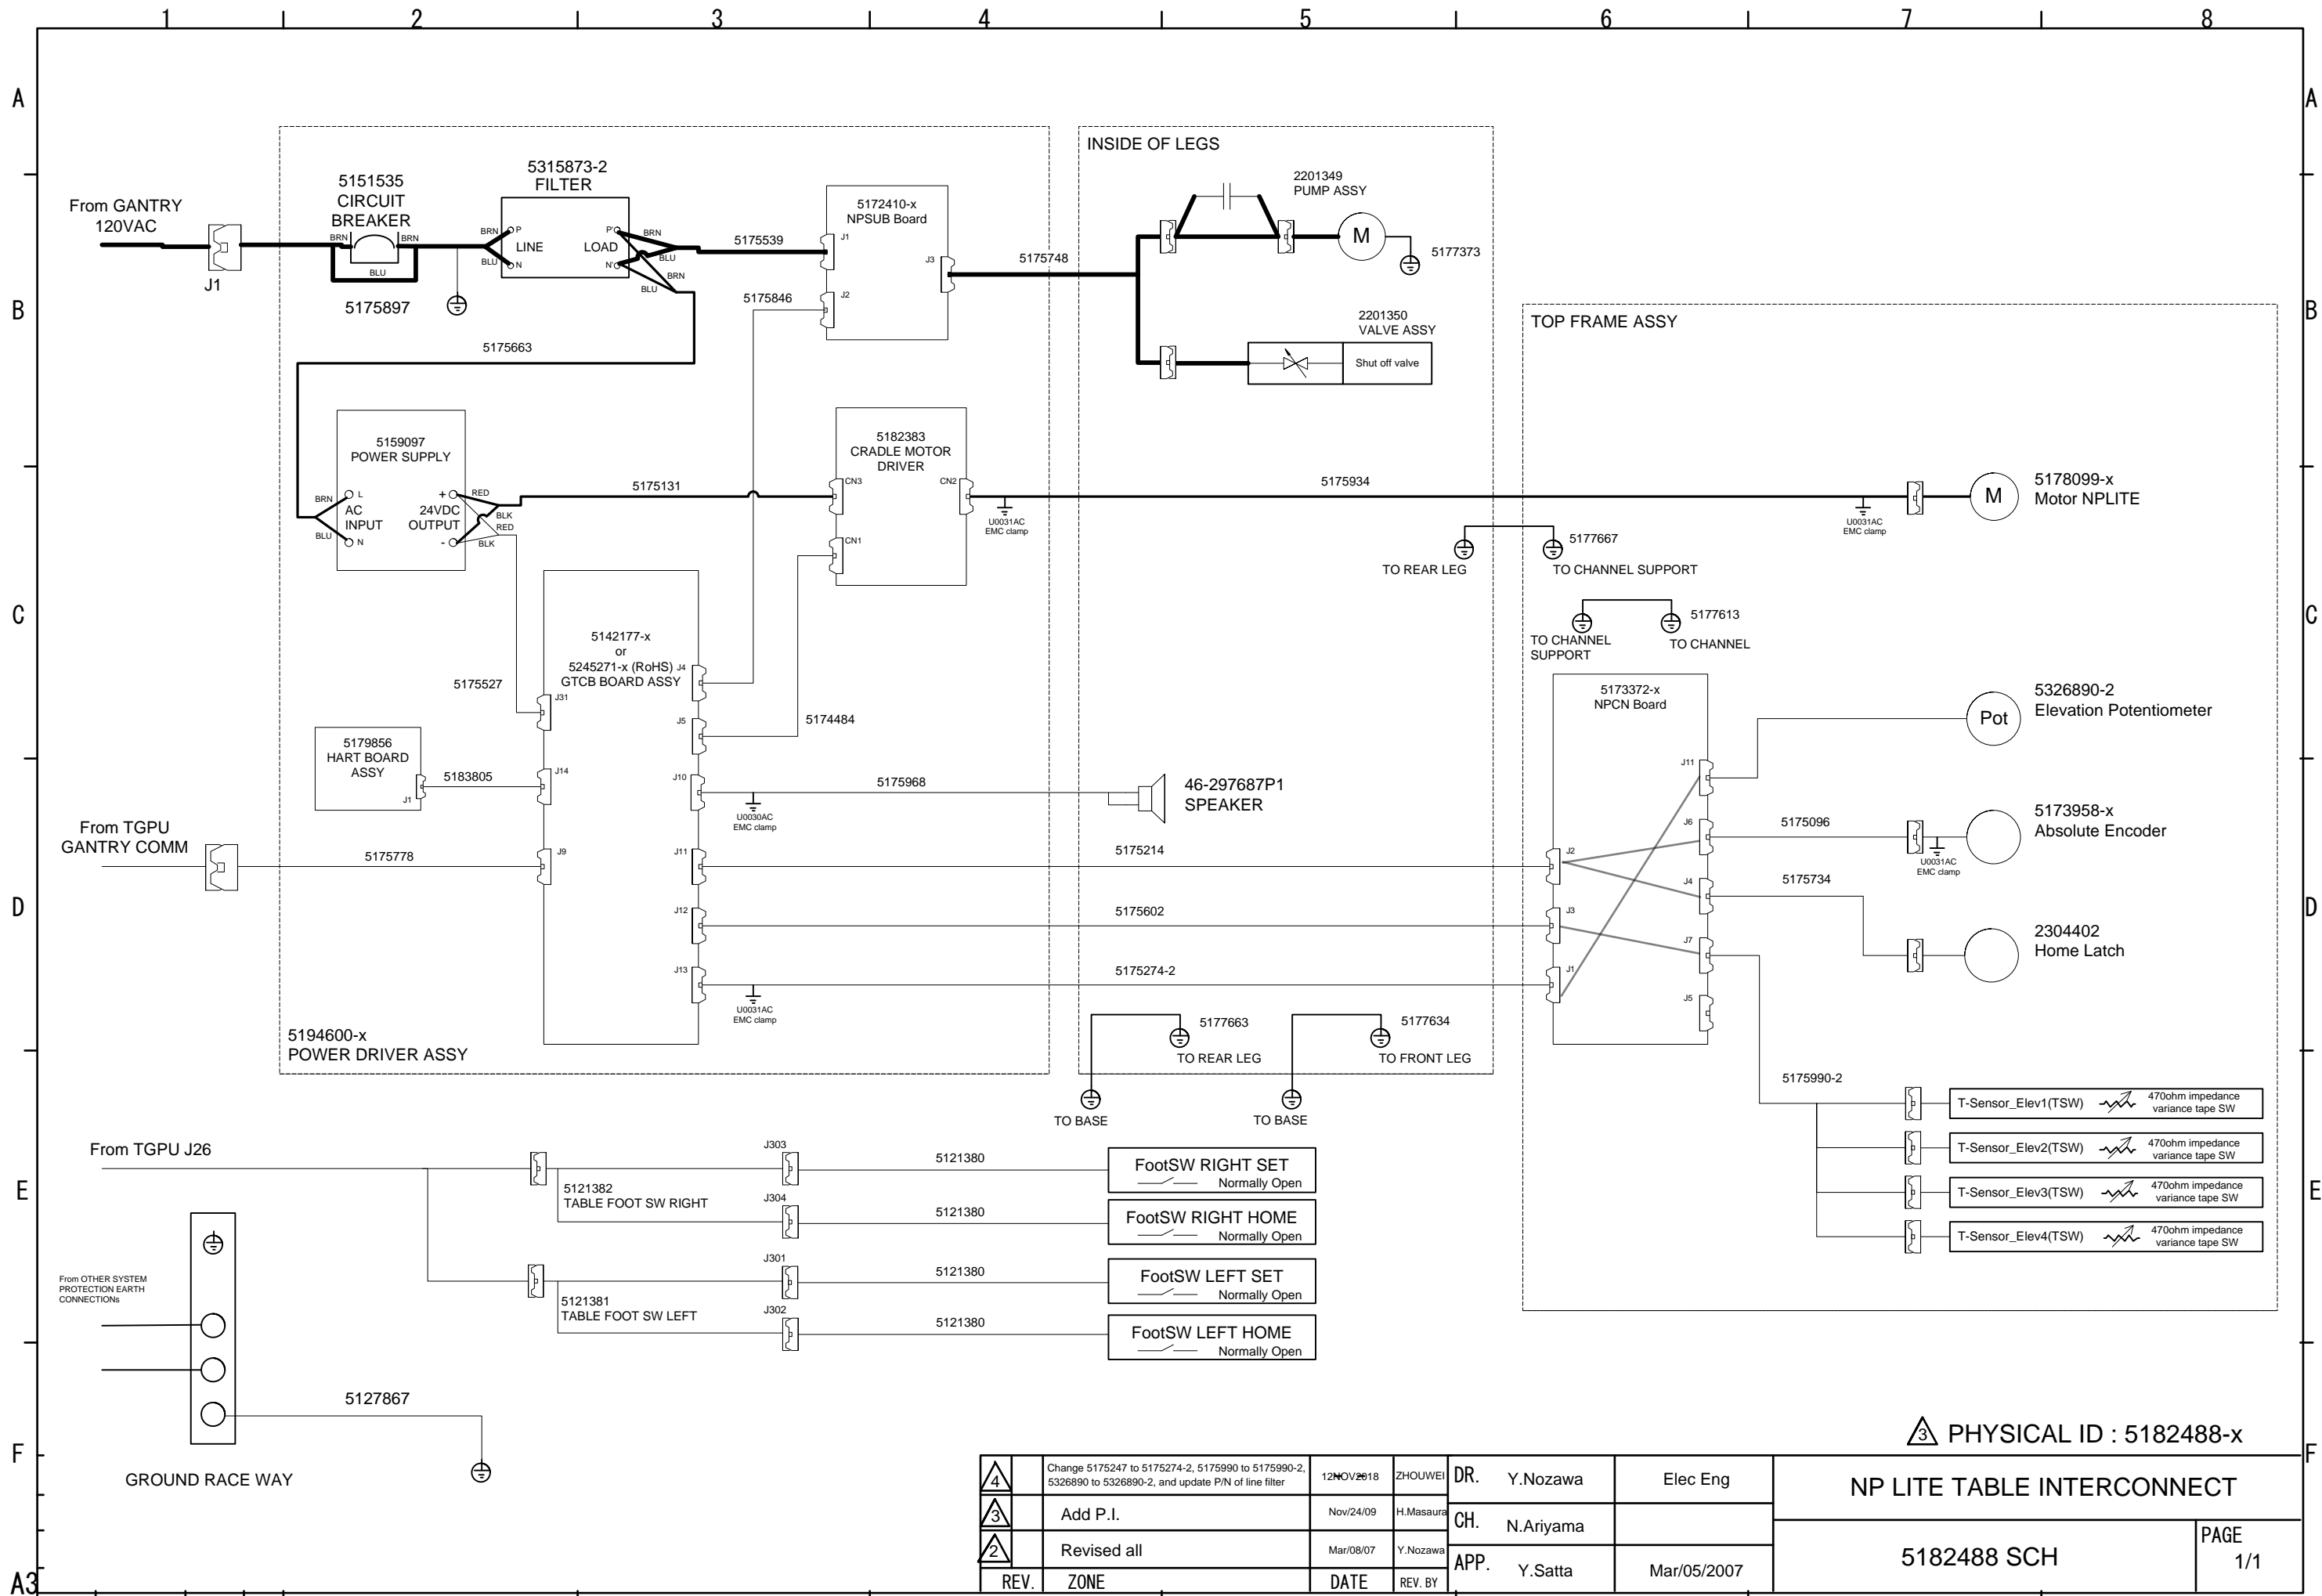 1 2 3 4 5 6 7 8
A
A
B
B
C
C
D
D
E
E
F
F
A3
From GANTRY
120VAC
J1
5151535
CIRCUIT
BREAKER
BRN
BRN
BLU
5175897
5315873-2
FILTER
BRN
BLU
P
N
LINE
LOAD
P'
N'
BRN
BLU
BRN
BLU
5175539
5175846
5175663
5172410-x
NPSUB Board
J1
J2
J3
5175748
INSIDE OF LEGS
2201349
PUMP ASSY
M
5177373
2201350
VALVE ASSY
Shut off valve
TOP FRAME ASSY
5159097
POWER SUPPLY
BRN
BLU
L
AC
INPUT
N
+
24VDC
OUTPUT
-
RED
BLK
RED
BLK
5175131
5182383
CRADLE MOTOR
DRIVER
CN3
CN2
CN1
U0031AC
EMC clamp
5175934
U0031AC
EMC clamp
M
5178099-x
Motor NPLITE
5177667
TO REAR LEG
TO CHANNEL SUPPORT
5177613
TO CHANNEL
SUPPORT
TO CHANNEL
5142177-x
or
5245271-x (RoHS)
GTCB BOARD ASSY
J4
J31
J5
J14
J10
J9
J11
J12
J13
5175527
5174484
5179856
HART BOARD
ASSY
J1
5183805
5175968
U0030AC
EMC clamp
46-297687P1
SPEAKER
From TGPU
GANTRY COMM
5175778
5175214
5175602
5175274-2
U0031AC
EMC clamp
5173372-x
NPCN Board
J11
J6
J2
J4
J3
J7
J1
J5
Pot
5326890-2
Elevation Potentiometer
5175096
U0031AC
EMC clamp
5173958-x
Absolute Encoder
5175734
2304402
Home Latch
5194600-x
POWER DRIVER ASSY
5177663
TO REAR LEG
TO BASE
5177634
TO FRONT LEG
TO BASE
5175990-2
T-Sensor_Elev1(TSW)
470ohm impedance
variance tape SW
T-Sensor_Elev2(TSW)
470ohm impedance
variance tape SW
T-Sensor_Elev3(TSW)
470ohm impedance
variance tape SW
T-Sensor_Elev4(TSW)
470ohm impedance
variance tape SW
From TGPU J26
5121382
TABLE FOOT SW RIGHT
J303
5121380
FootSW RIGHT SET
Normally Open
J304
5121380
FootSW RIGHT HOME
Normally Open
5121381
TABLE FOOT SW LEFT
J301
5121380
FootSW LEFT SET
Normally Open
J302
5121380
FootSW LEFT HOME
Normally Open
From OTHER SYSTEM
PROTECTION EARTH
CONNECTIONs
5127867
GROUND RACE WAY
3 PHYSICAL ID : 5182488-x
4
Change 5175247 to 5175274-2, 5175990 to 5175990-2,
5326890 to 5326890-2, and update P/N of line filter
12NOV2018
ZHOUWEI
3
Add P.I.
Nov/24/09
H.Masaura
2
Revised all
Mar/08/07
Y.Nozawa
REV.
ZONE
DATE
REV. BY
DR.
Y.Nozawa
Elec Eng
CH.
N.Ariyama
APP.
Y.Satta
Mar/05/2007
NP LITE TABLE INTERCONNECT
5182488 SCH
PAGE
1/1